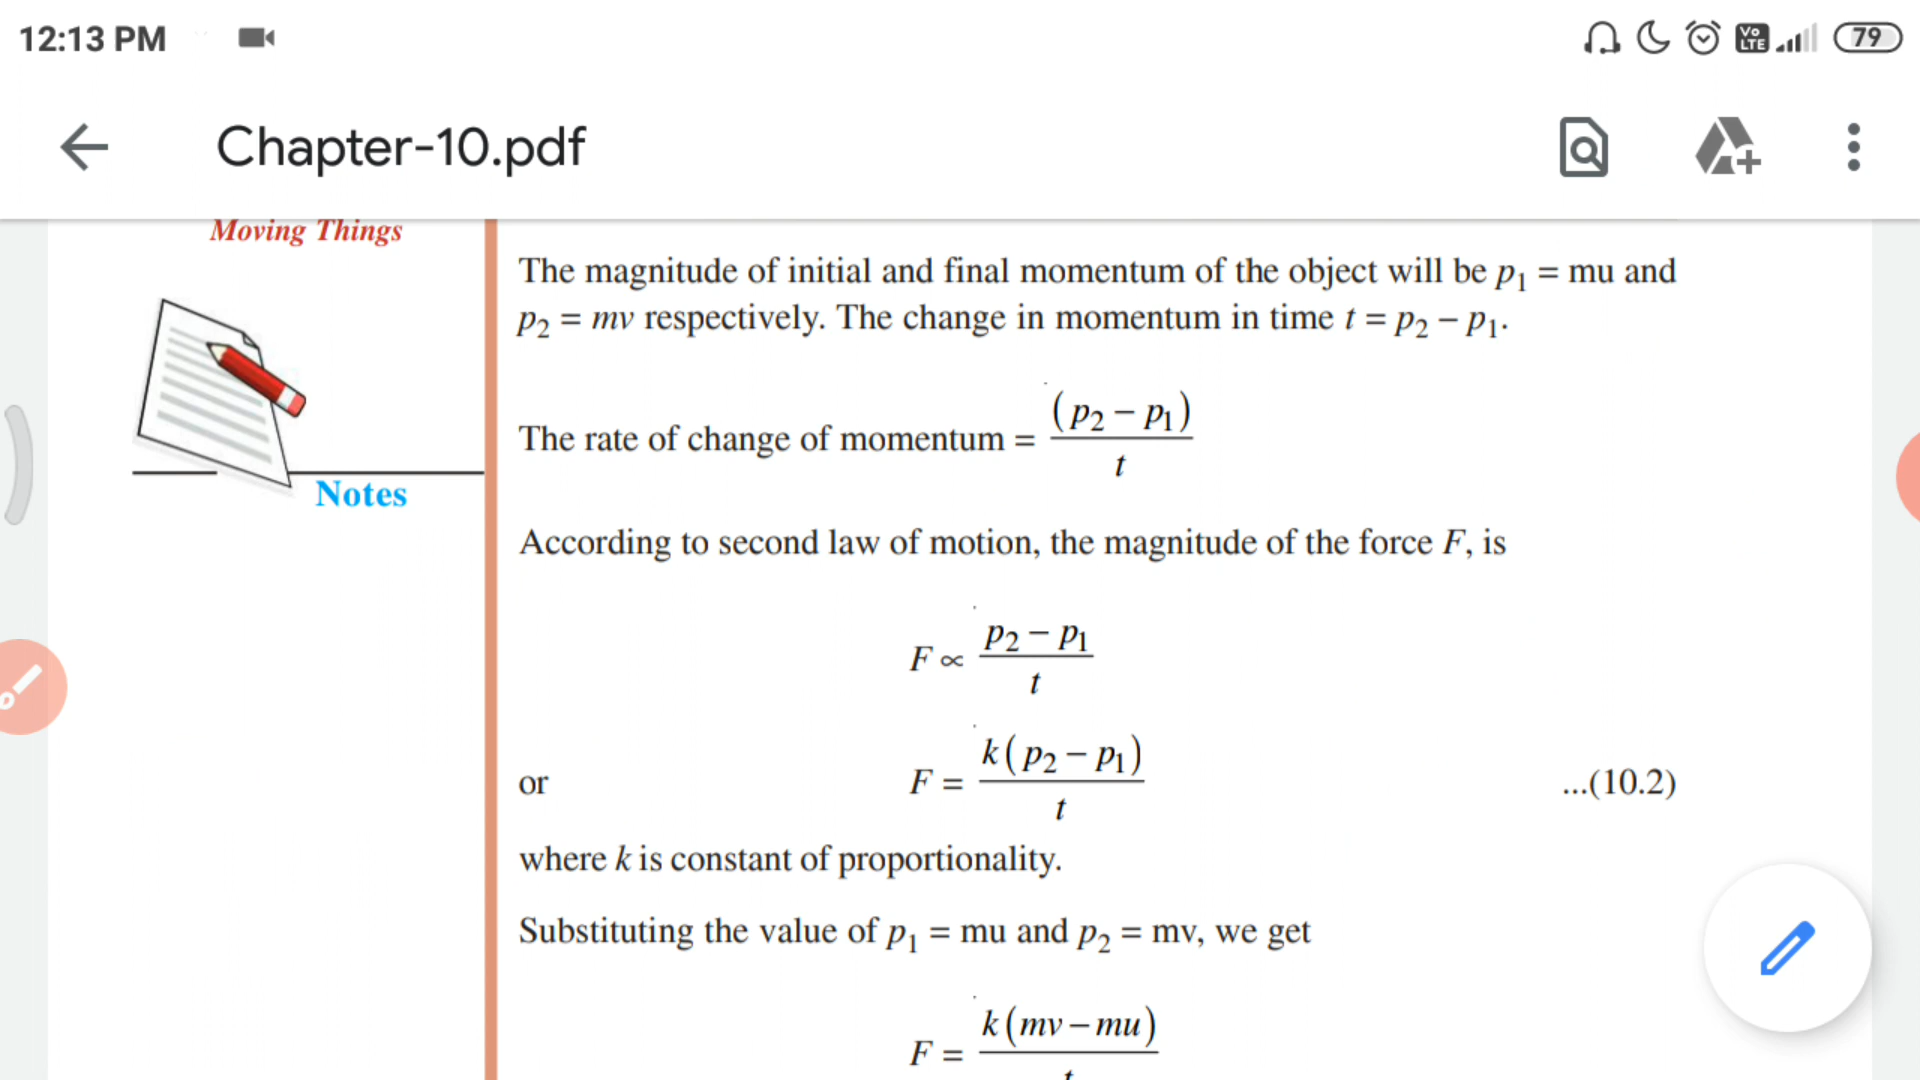 12:13 PM
Vo LTE
79
Chapter-10.pdf
Moving Things
Notes
The magnitude of initial and final momentum of the object will be p₁ = mu and
p₂ = mv respectively. The change in momentum in time t = p₂ − p₁.
The rate of change of momentum = (p₂ − p₁) / t
According to second law of motion, the magnitude of the force F, is
F ∝ p₂ − p₁ / t
or F = k(p₂ − p₁) / t ...(10.2)
where k is constant of proportionality.
Substituting the value of p₁ = mu and p₂ = mv, we get
F = k(mv − mu) / t